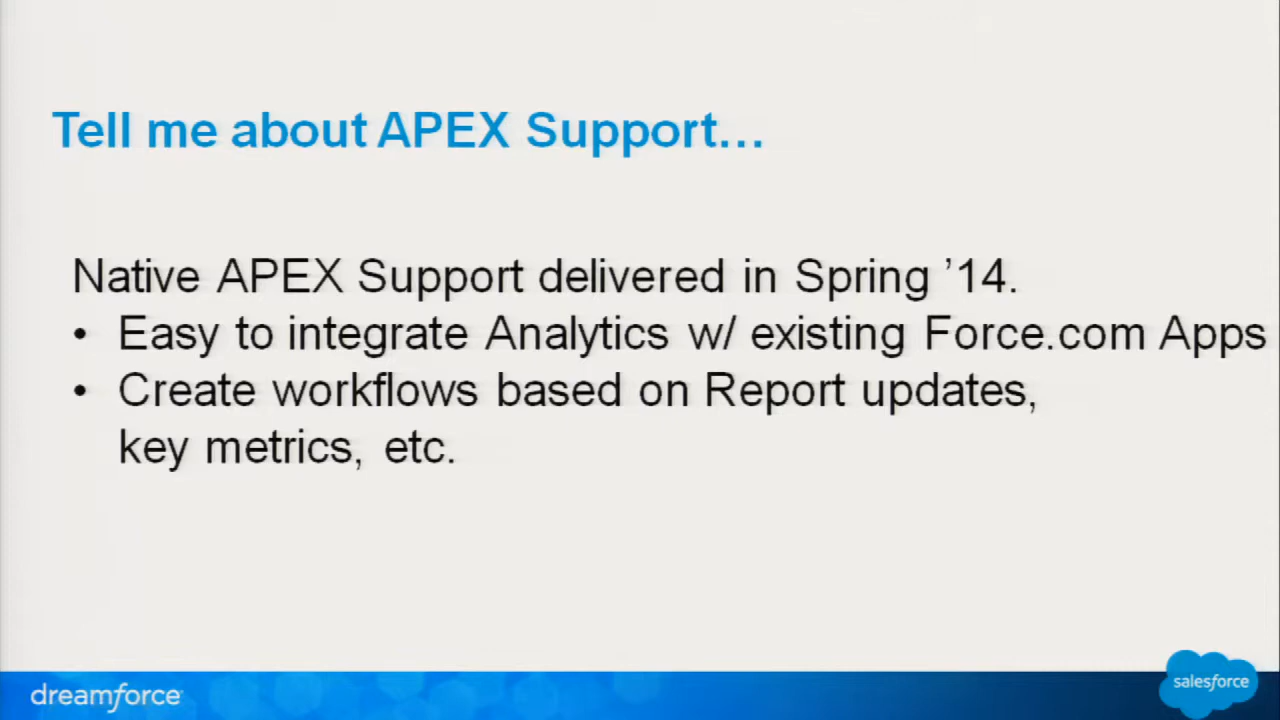 Tell me about APEX Support…
Native APEX Support delivered in Spring ’14.
• Easy to integrate Analytics w/ existing Force.com Apps
• Create workflows based on Report updates,
key metrics, etc.
dreamforce
salesforce